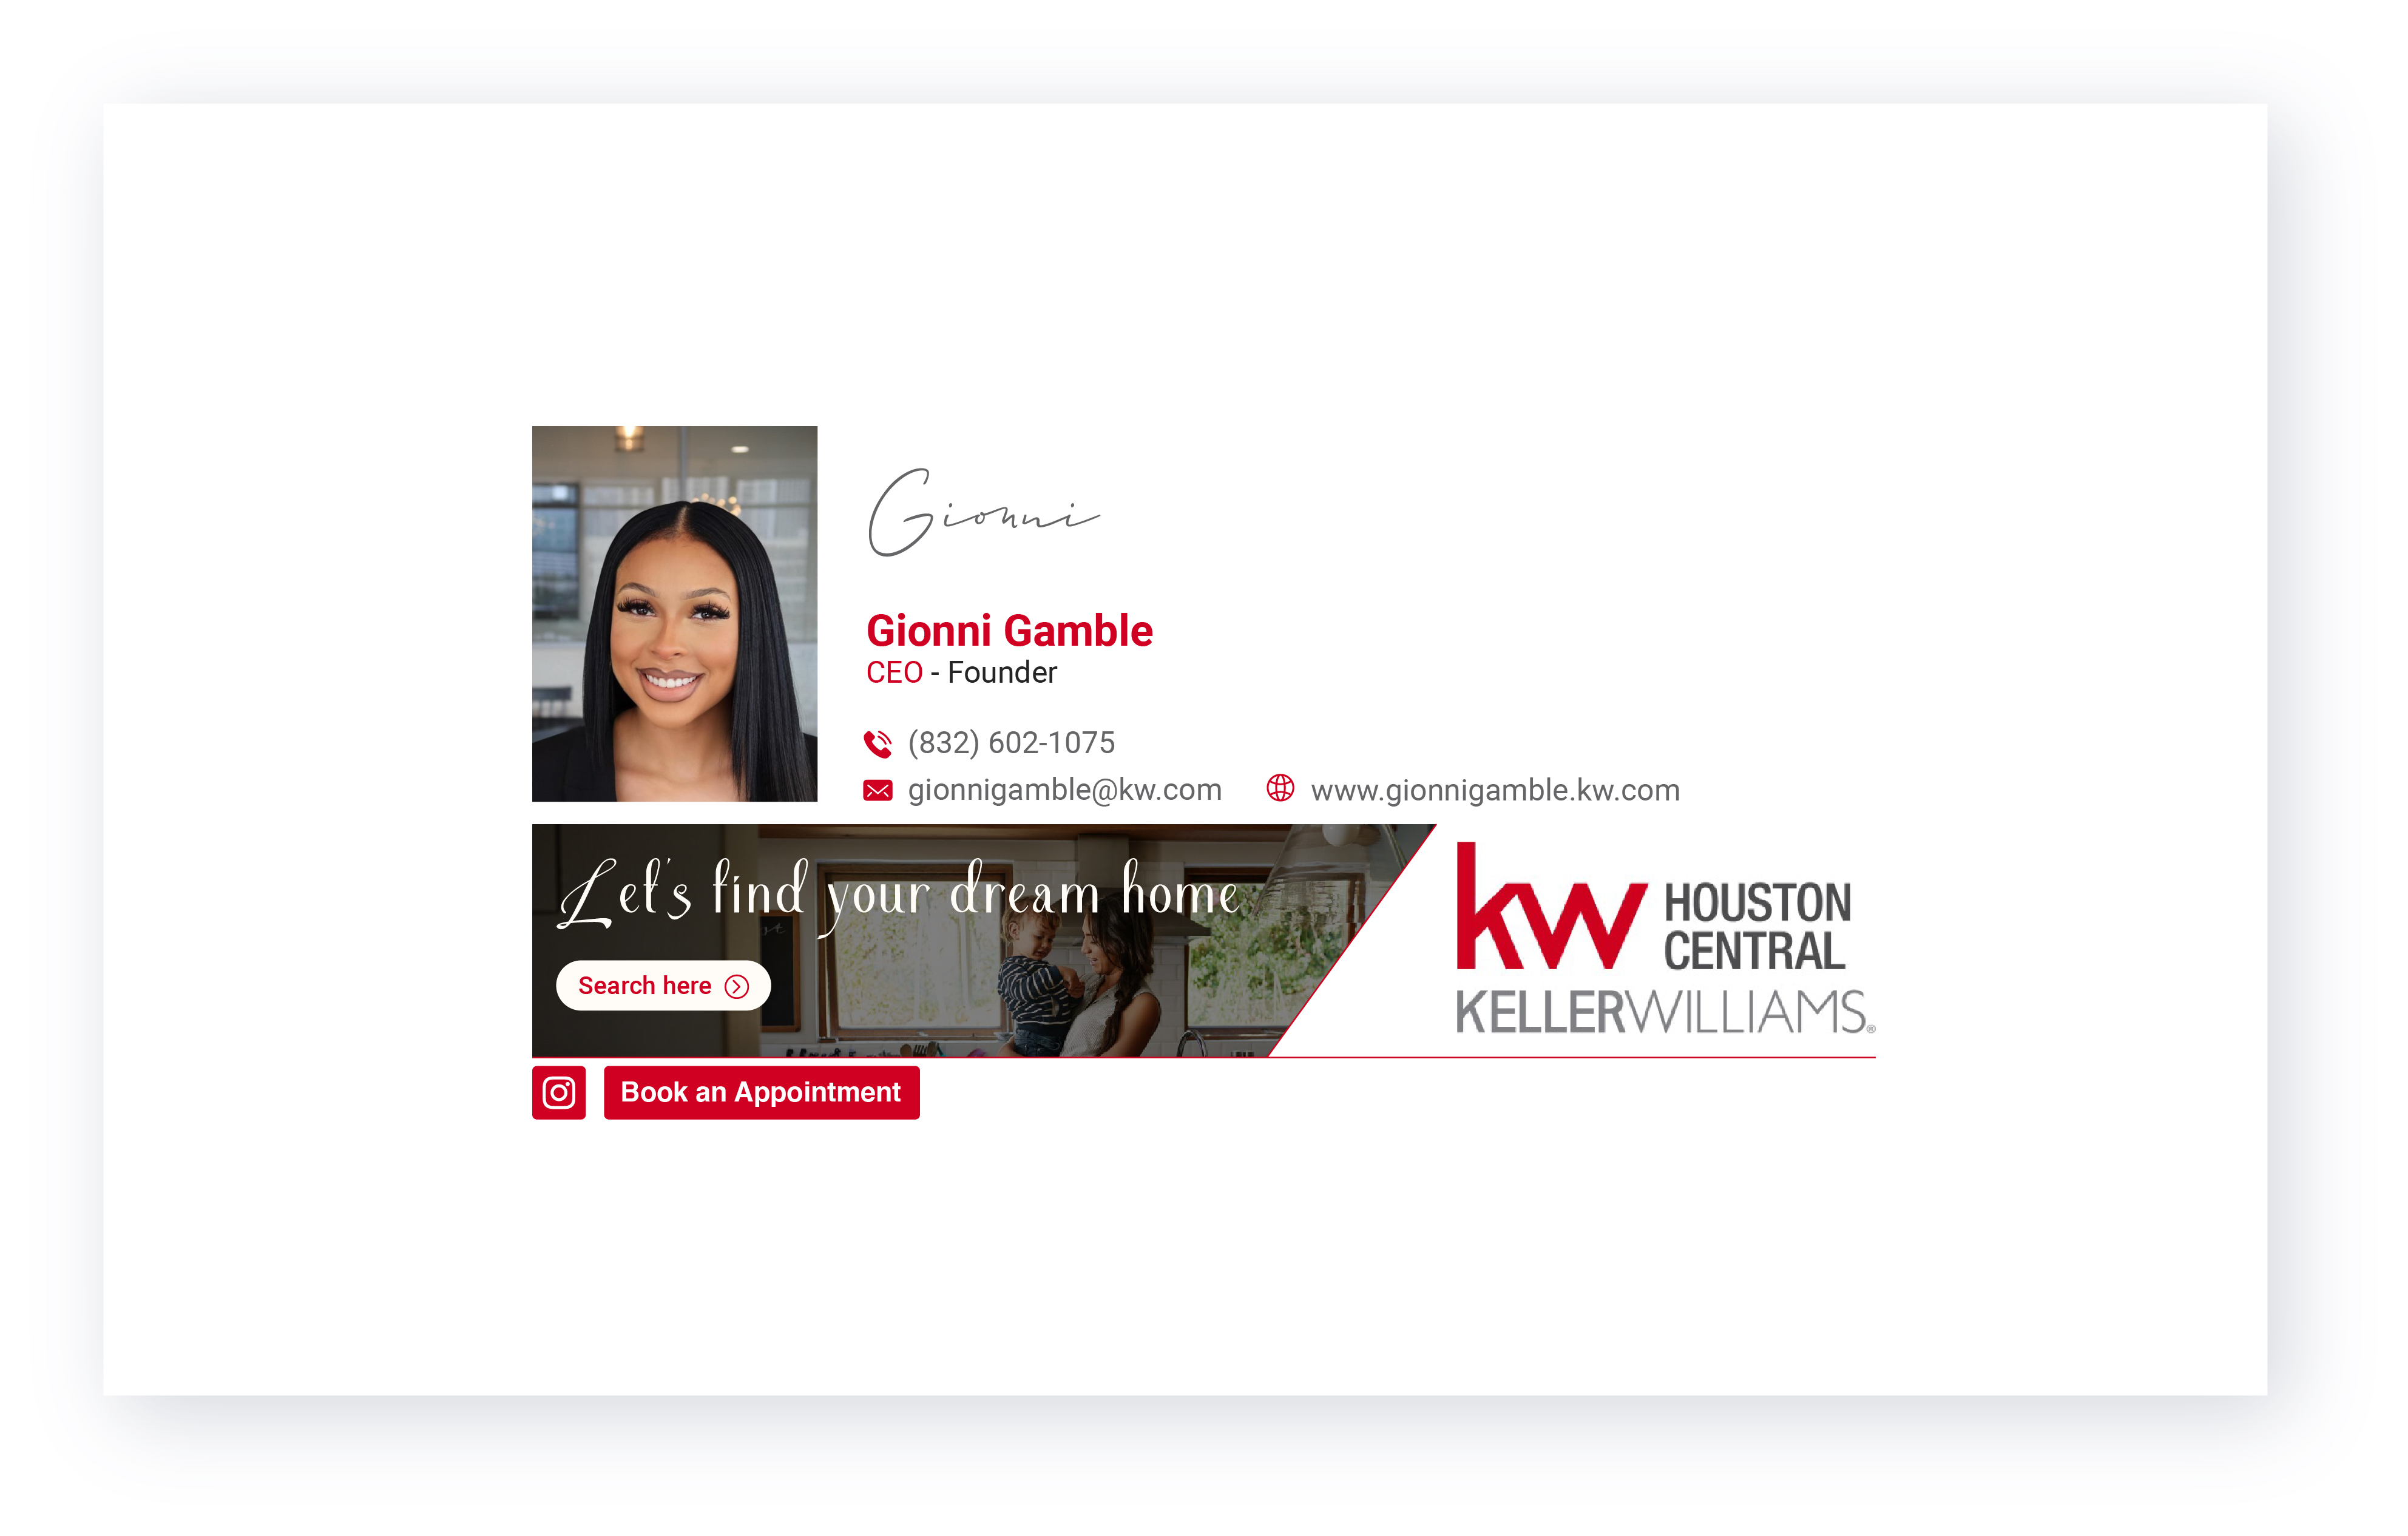 Gionni
Gionni Gamble
CEO - Founder
(832) 602-1075
gionnigamble@kw.com
www.gionnigamble.kw.com
Let's find your dream home
Search here
kw HOUSTON
CENTRAL
KELLERWILLIAMS®
Book an Appointment